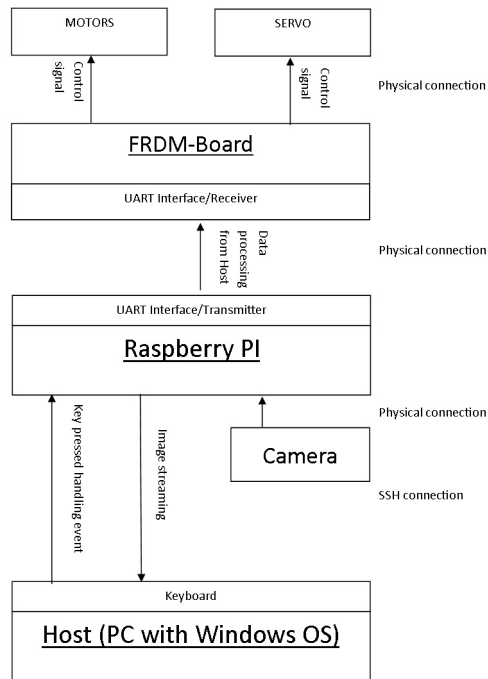 MOTORS
SERVO
Control
signal
Control
signal
Physical connection
FRDM-Board
UART Interface/Receiver
Data
processing
from Host
Physical connection
UART Interface/Transmitter
Raspberry PI
Key pressed handling event
Image streaming
Physical connection
Camera
SSH connection
Keyboard
Host (PC with Windows OS)